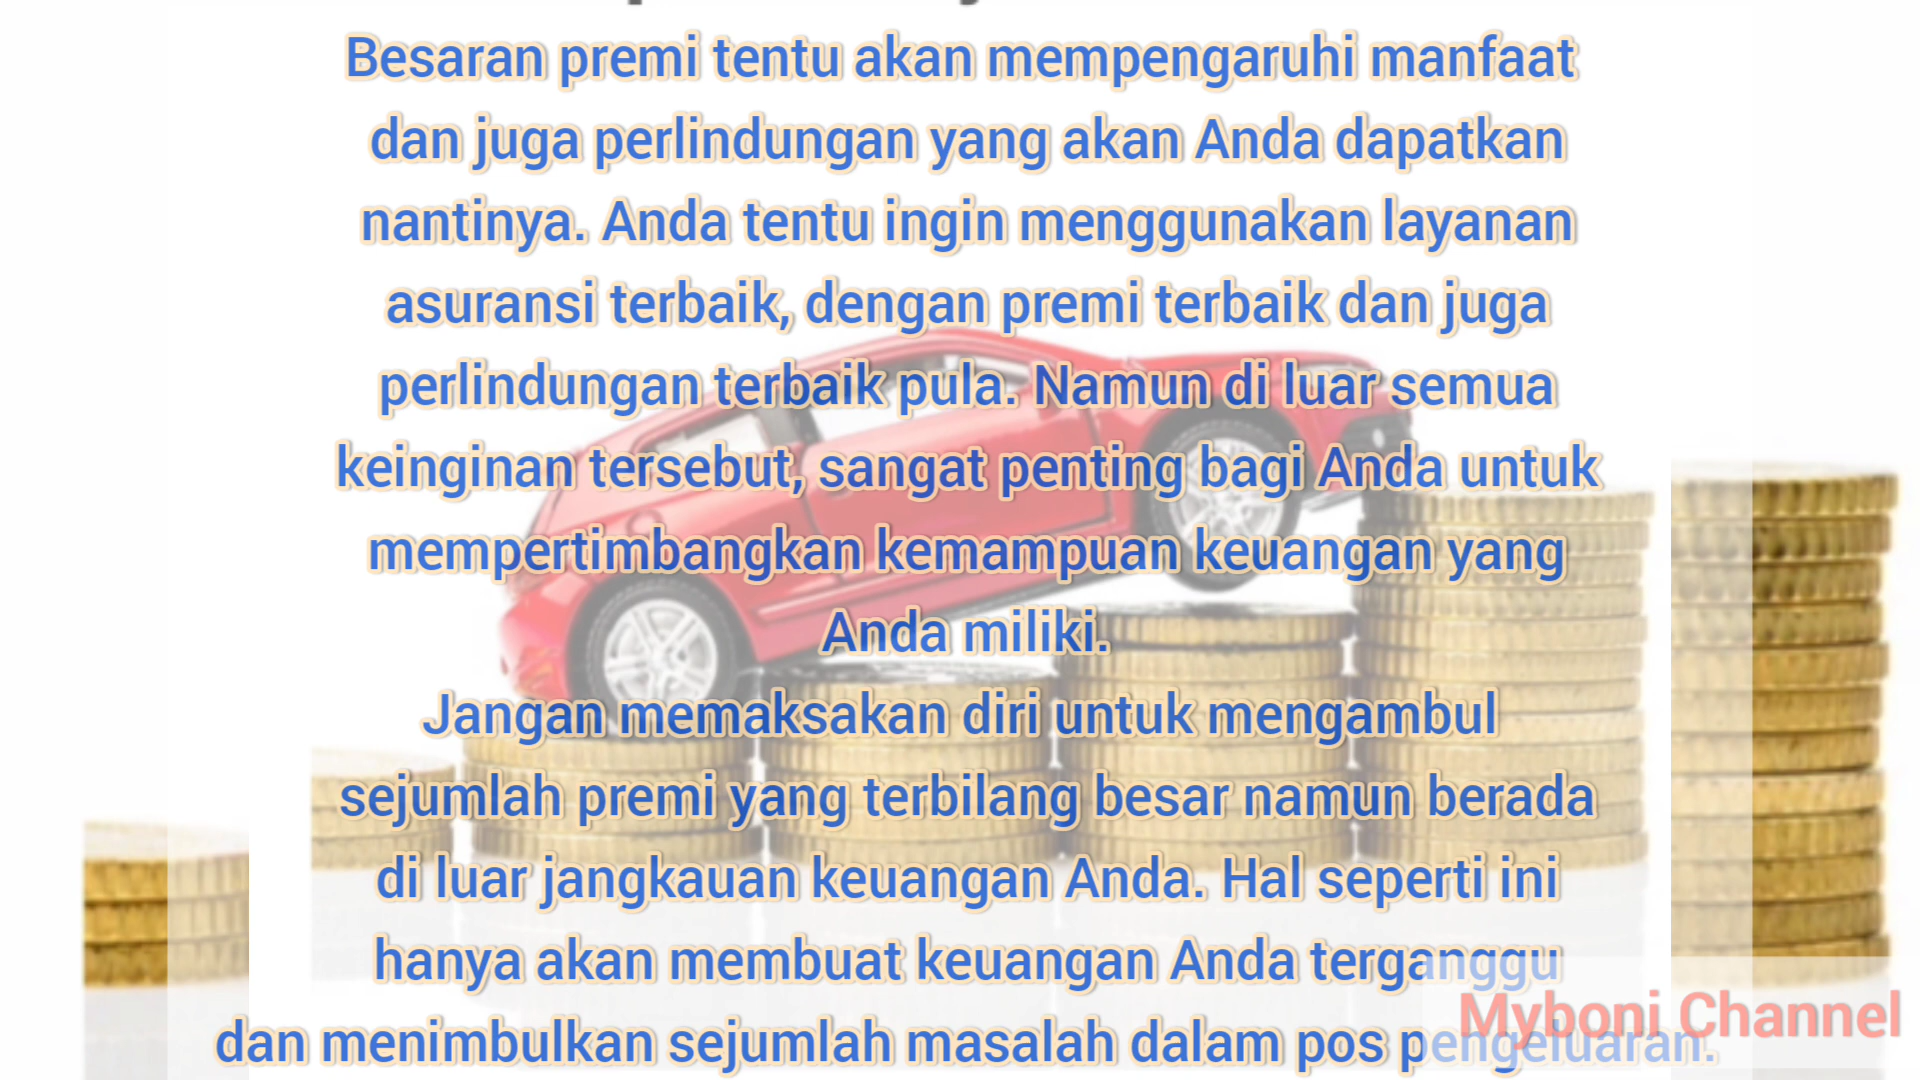 Besaran premi tentu akan mempengaruhi manfaat
dan juga perlindungan yang akan Anda dapatkan
nantinya. Anda tentu ingin menggunakan layanan
asuransi terbaik, dengan premi terbaik dan juga
perlindungan terbaik pula. Namun di luar semua
keinginan tersebut, sangat penting bagi Anda untuk
mempertimbangkan kemampuan keuangan yang
Anda miliki.
Jangan memaksakan diri untuk mengambul
sejumlah premi yang terbilang besar namun berada
di luar jangkauan keuangan Anda. Hal seperti ini
hanya akan membuat keuangan Anda terganggu
dan menimbulkan sejumlah masalah dalam pos pengeluaran.
Myboni Channel